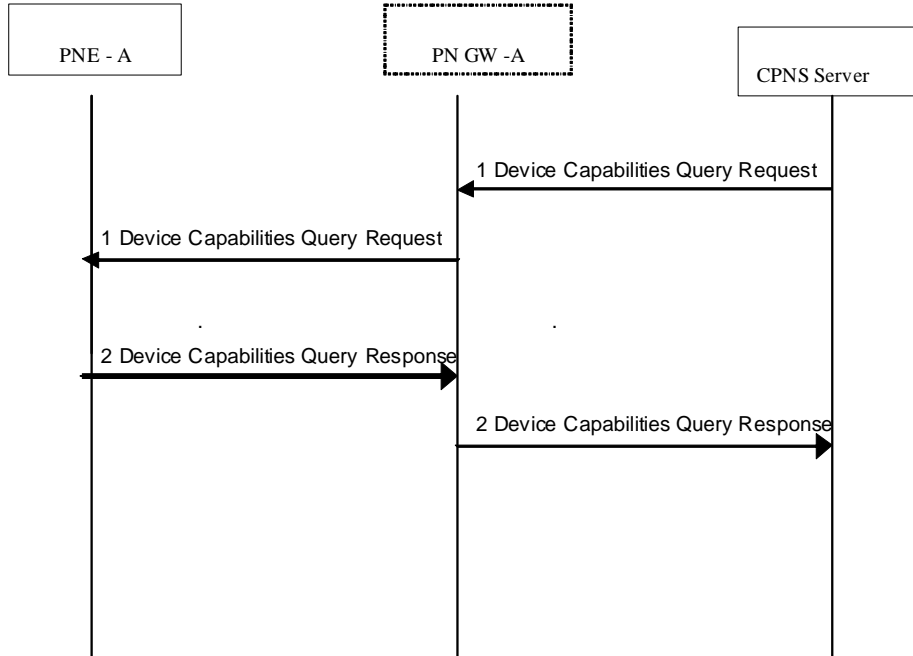 PNE - A
PN GW -A
CPNS Server
1 Device Capabilities Query Request
1 Device Capabilities Query Request
.
.
2 Device Capabilities Query Response
2 Device Capabilities Query Response